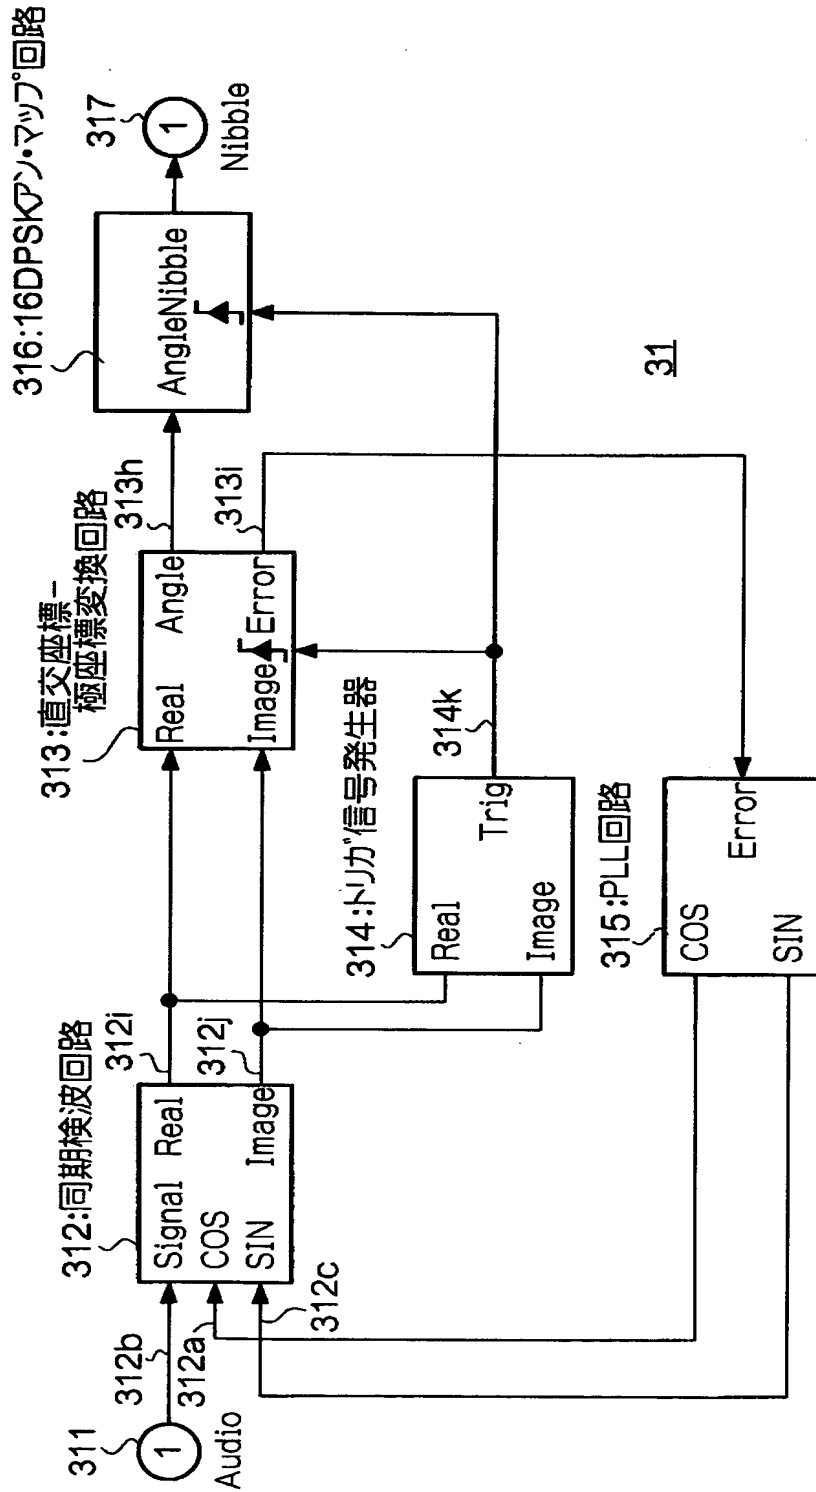 311
1
Audio
312b
312a
312c
312:同期検波回路
Signal Real
COS
SIN
Image
312i
312j
313:直交座標−
極座標変換回路
Real Angle
Image Error
313h
313i
314:トリガ信号発生器
Real
Trig
Image
314k
315:PLL回路
COS
Error
SIN
316:16DPSKアン・マップ回路
AngleNibble
317
1
Nibble
31